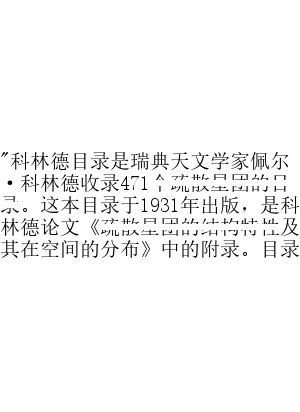 "科林德目录是瑞典天文学家佩尔
·科林德收录471个疏散星团的目
录。这本目录于1931年出版，是科
林德论文《疏散星团的结构特性及
其在空间的分布》中的附录。目录